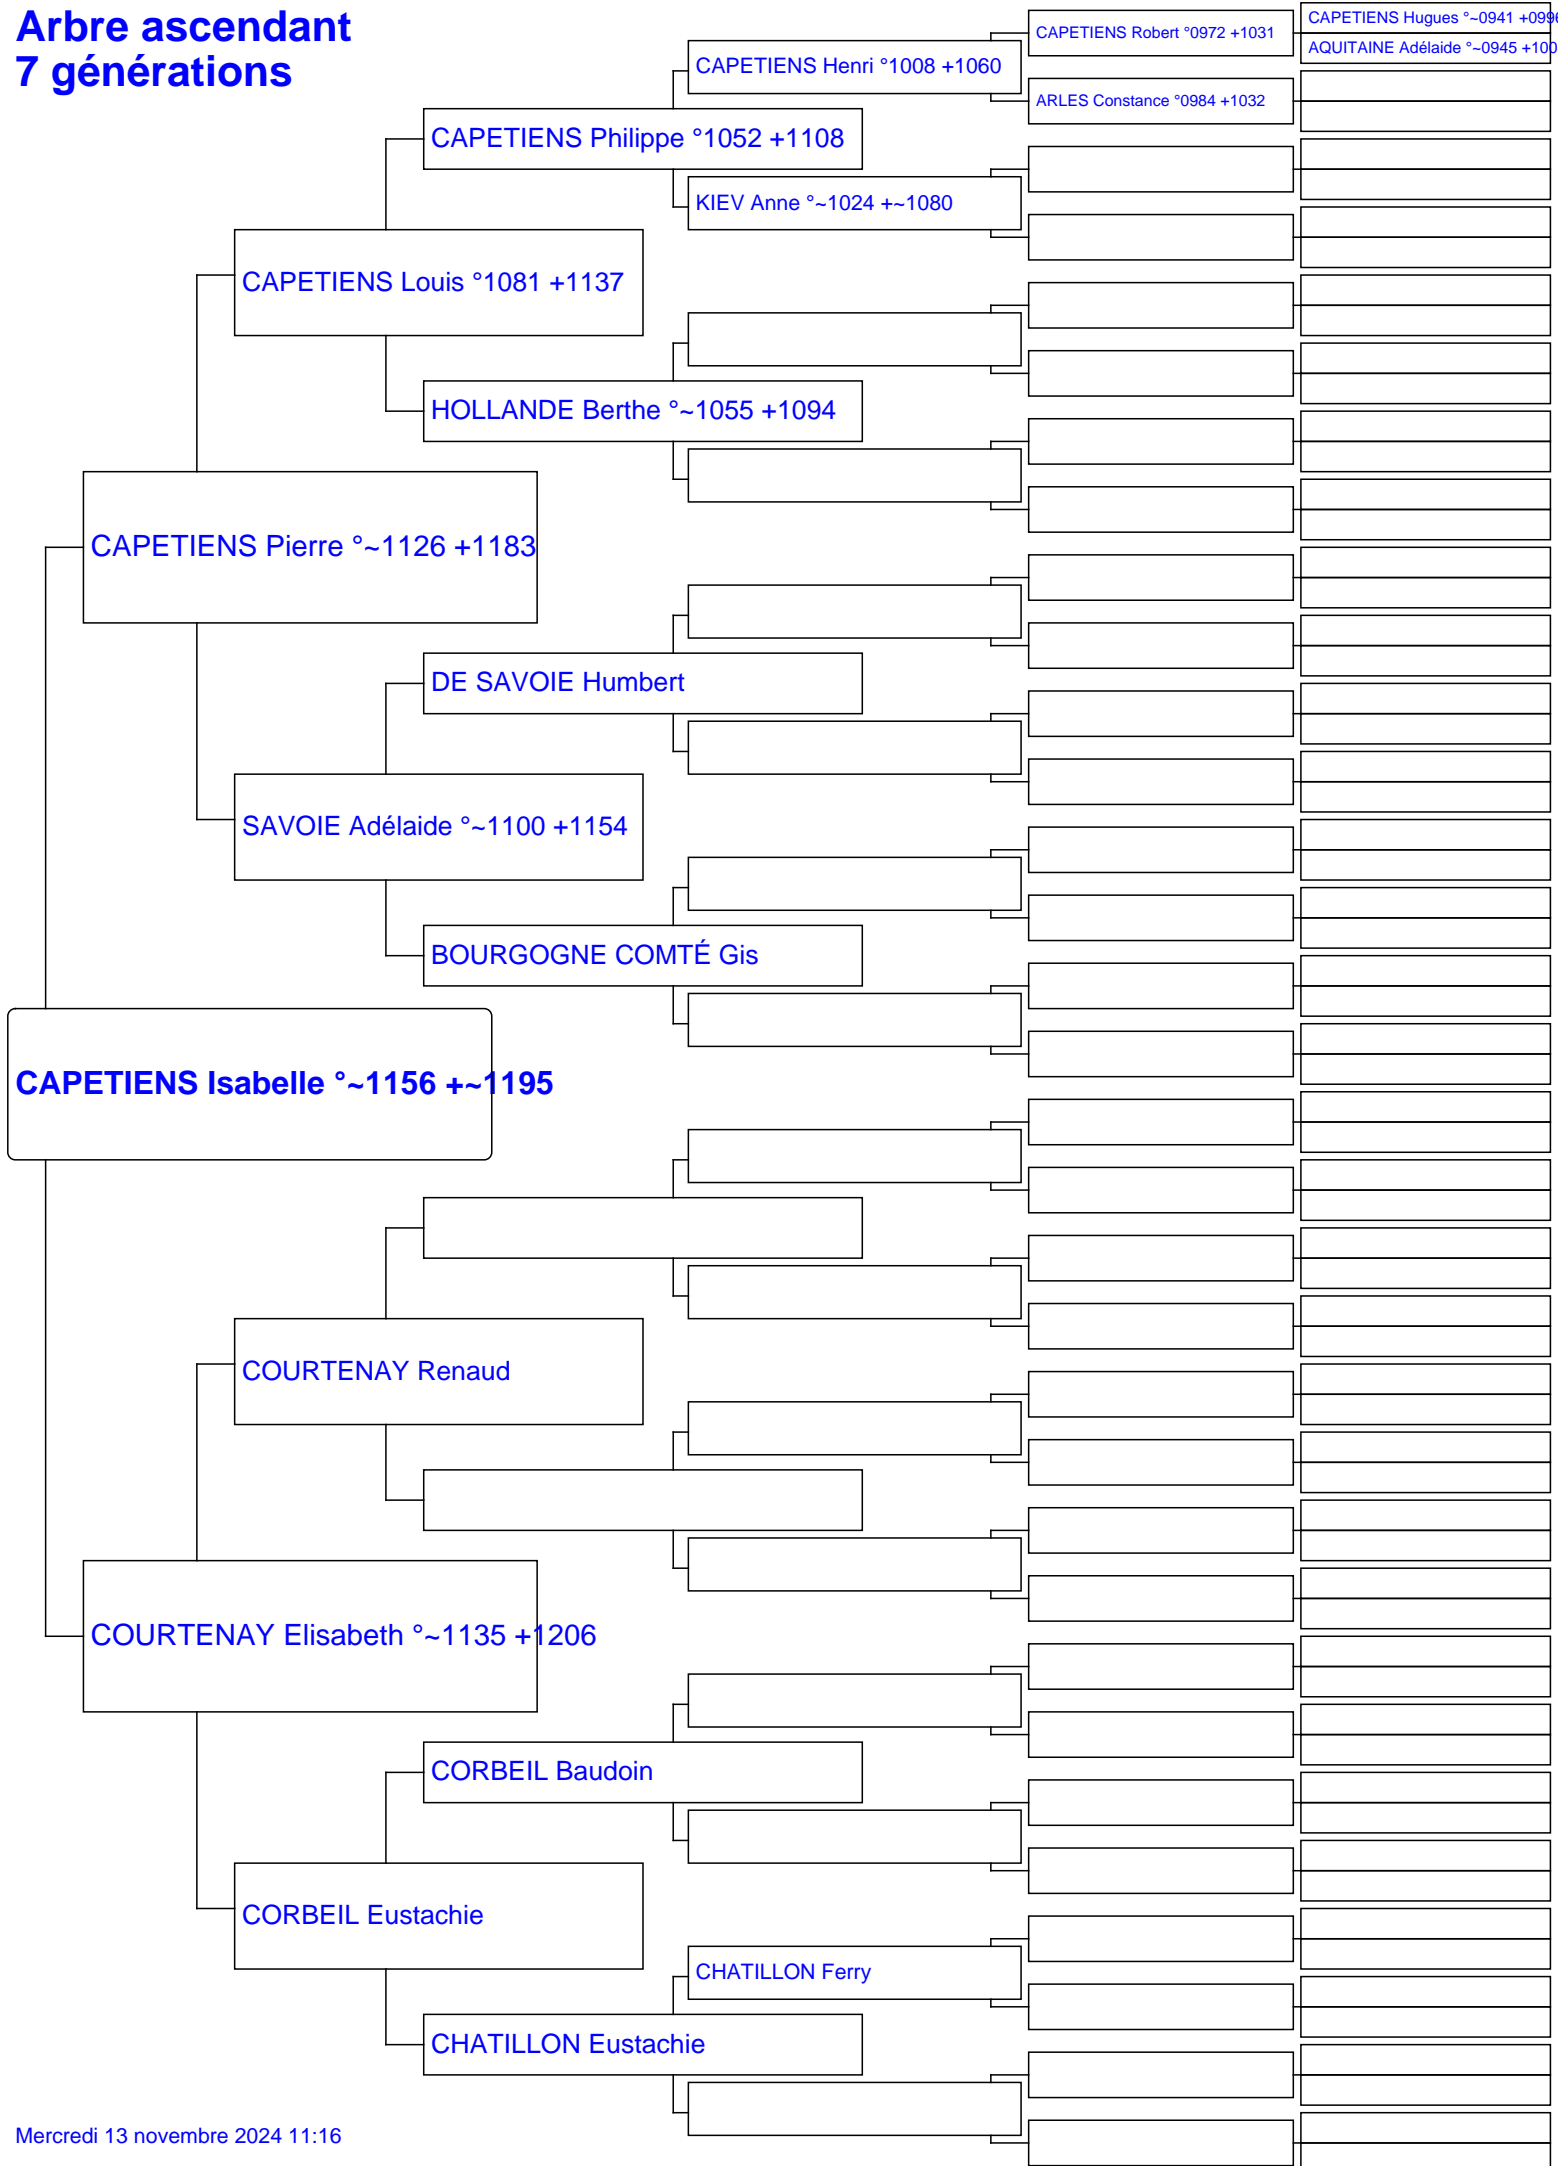 Arbre ascendant
7 générations
CAPETIENS Hugues °~0941 +0996
CAPETIENS Robert °0972 +1031
AQUITAINE Adélaide °~0945 +100
CAPETIENS Henri °1008 +1060
ARLES Constance °0984 +1032
CAPETIENS Philippe °1052 +1108
KIEV Anne °~1024 +~1080
CAPETIENS Louis °1081 +1137
HOLLANDE Berthe °~1055 +1094
CAPETIENS Pierre °~1126 +1183
DE SAVOIE Humbert
SAVOIE Adélaide °~1100 +1154
BOURGOGNE COMTÉ Gis
CAPETIENS Isabelle °~1156 +~1195
COURTENAY Renaud
COURTENAY Elisabeth °~1135 +1206
CORBEIL Baudoin
CORBEIL Eustachie
CHATILLON Ferry
CHATILLON Eustachie
Mercredi 13 novembre 2024 11:16